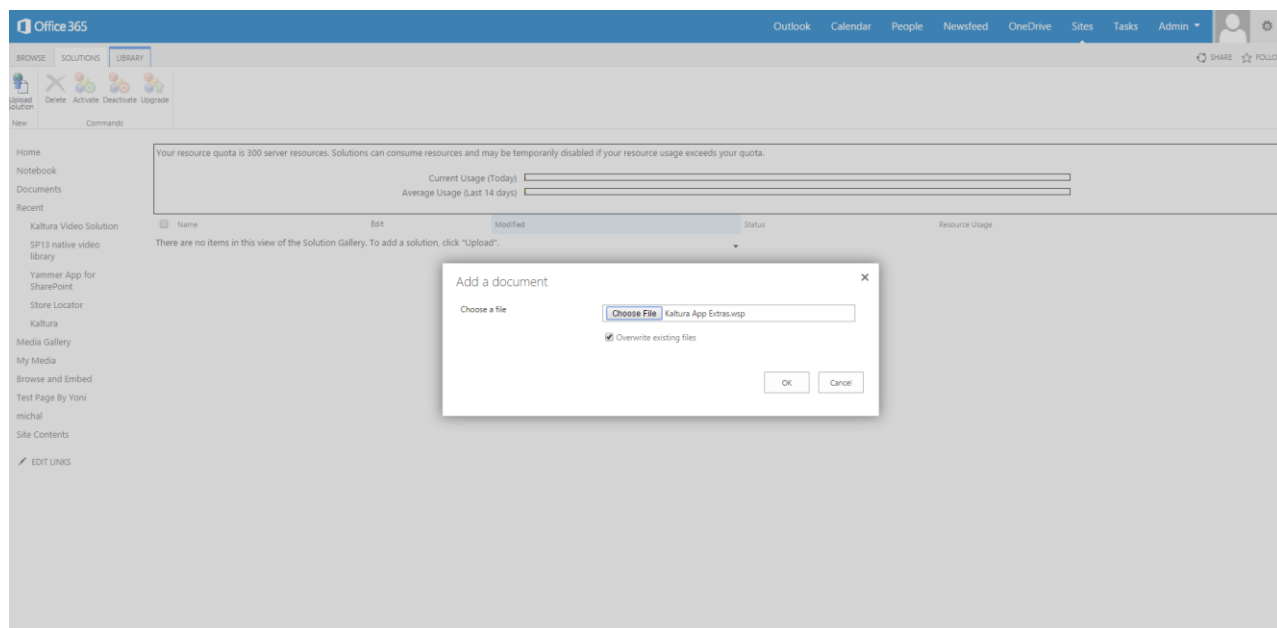 Office 365
Outlook Calendar People Newsfeed OneDrive Sites Tasks Admin
BROWSE SOLUTIONS LIBRARY
SHARE FOLLO
Upload Delete Activate Deactivate Upgrade
Solution
New Commands
Home
Notebook
Documents
Recent
Kaltura Video Solution
SP13 native video
library
Yammer App for
SharePoint
Store Locator
Kaltura
Media Gallery
My Media
Browse and Embed
Test Page By Yoni
michal
Site Contents
EDIT LINKS
Your resource quota is 300 server resources. Solutions can consume resources and may be temporarily disabled if your resource usage exceeds your quota.
Current Usage (Today)
Average Usage (Last 14 days)
Name Edit Modified Status Resource Usage
There are no items in this view of the Solution Gallery. To add a solution, click "Upload".
Add a document
Choose a file
Choose File Kaltura App Extras.wsp
Overwrite existing files
OK Cancel